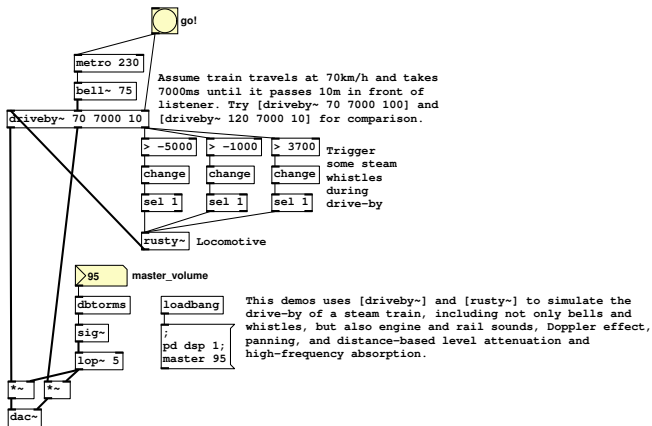 go!
metro 230
bell~ 75
Assume train travels at 70km/h and takes
7000ms until it passes 10m in front of
listener. Try [driveby~ 70 7000 100] and
[driveby~ 120 7000 10] for comparison.
driveby~ 70 7000 10
> -5000
> -1000
> 3700
change
change
change
sel 1
sel 1
sel 1
Trigger
some steam
whistles
during
drive-by
rusty~
Locomotive
95
master_volume
dbtorms
sig~
lop~ 5
loadbang
;
pd dsp 1;
master 95
This demos uses [driveby~] and [rusty~] to simulate the
drive-by of a steam train, including not only bells and
whistles, but also engine and rail sounds, Doppler effect,
panning, and distance-based level attenuation and
high-frequency absorption.
*~
*~
dac~